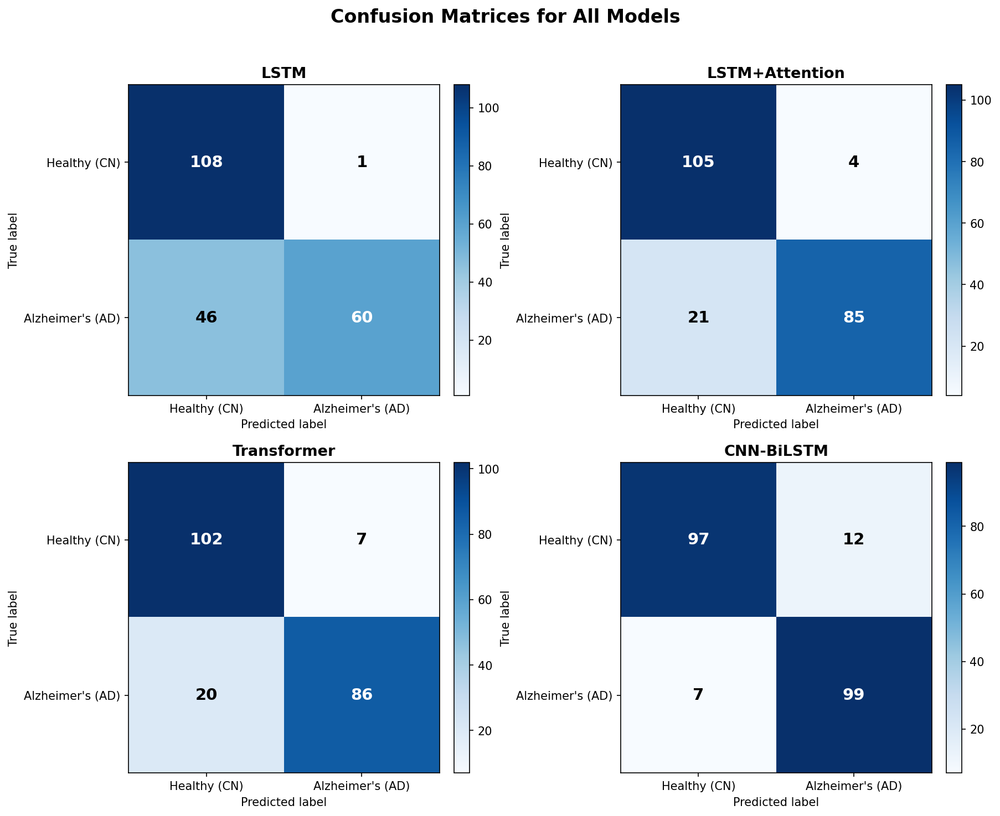 Confusion Matrices for All Models
LSTM
True label
Healthy (CN)
108
1
Alzheimer's (AD)
46
60
Healthy (CN)
Alzheimer's (AD)
Predicted label
100
80
60
40
20
LSTM+Attention
True label
Healthy (CN)
105
4
Alzheimer's (AD)
21
85
Healthy (CN)
Alzheimer's (AD)
Predicted label
100
80
60
40
20
Transformer
True label
Healthy (CN)
102
7
Alzheimer's (AD)
20
86
Healthy (CN)
Alzheimer's (AD)
Predicted label
100
80
60
40
20
CNN-BiLSTM
True label
Healthy (CN)
97
12
Alzheimer's (AD)
7
99
Healthy (CN)
Alzheimer's (AD)
Predicted label
80
60
40
20